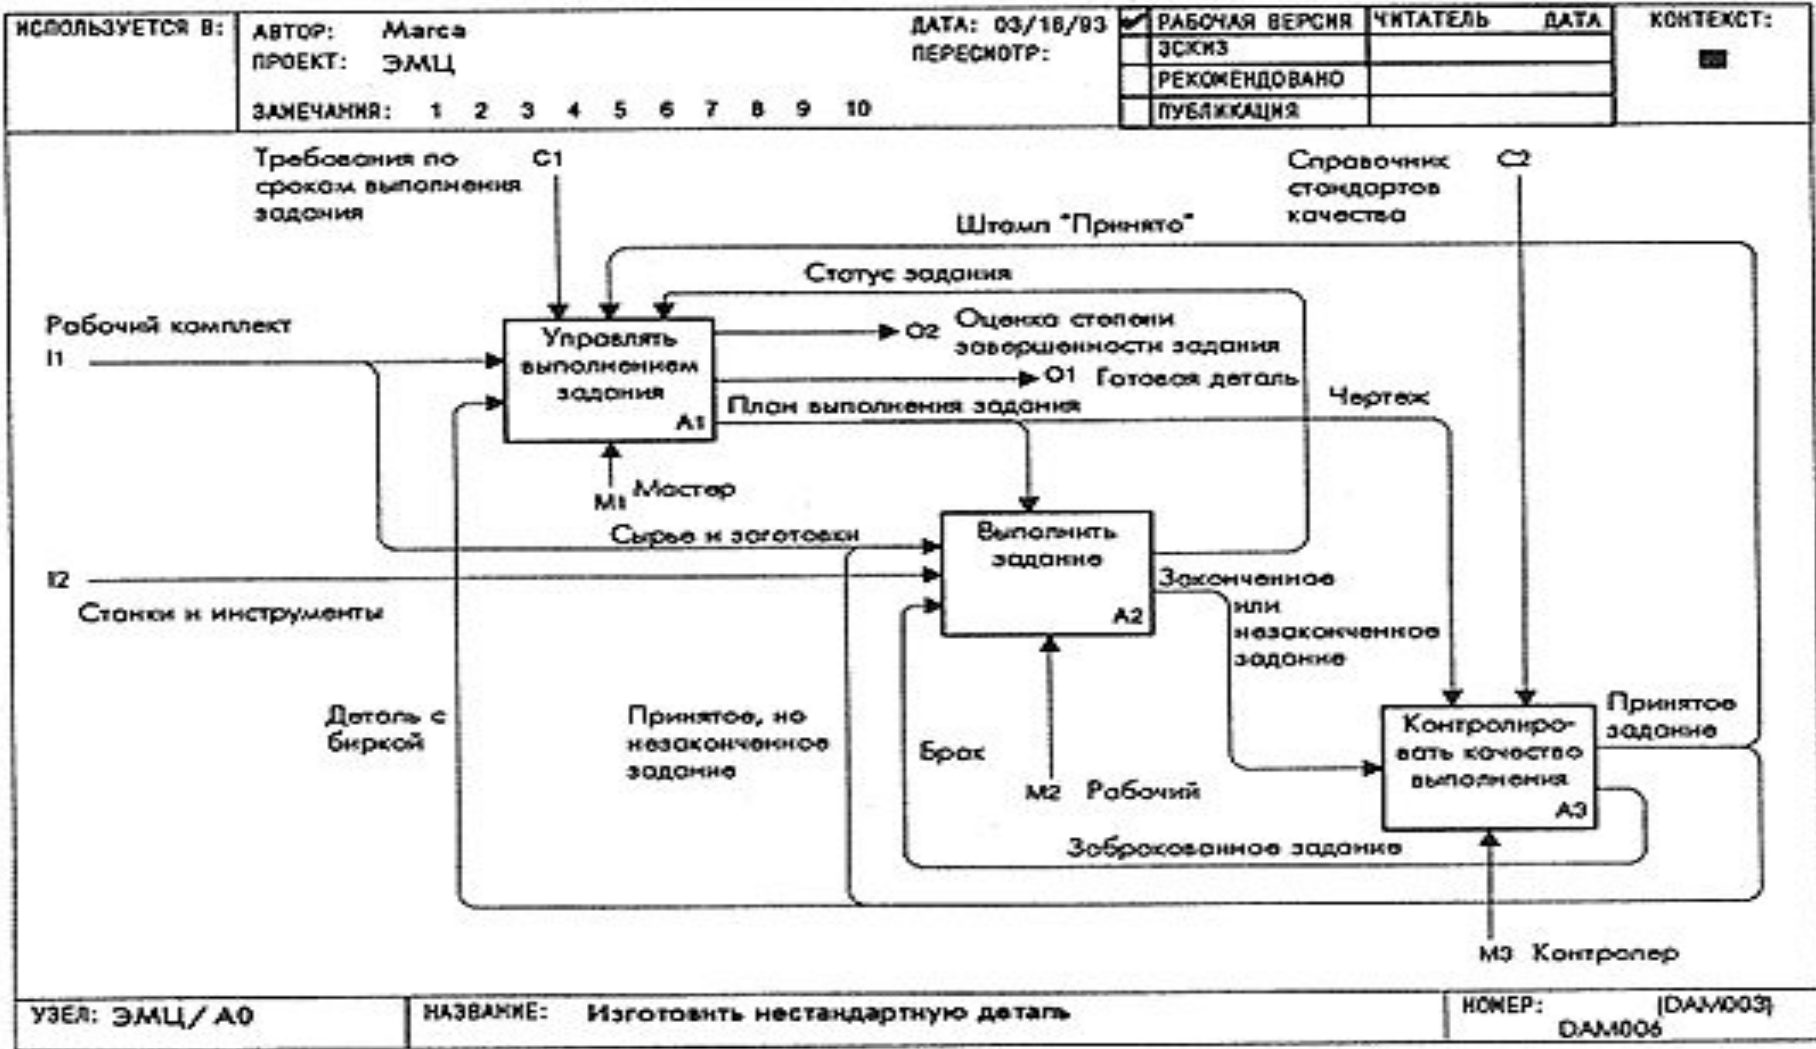 ИСПОЛЬЗУЕТСЯ В:
АВТОР: Marca
ПРОЕКТ: ЭМЦ
ЗАМЕЧАНИЯ: 1 2 3 4 5 6 7 8 9 10
ДАТА: 03/18/93
ПЕРЕСМОТР:
РАБОЧАЯ ВЕРСИЯ
ЭСКИЗ
РЕКОМЕНДОВАНО
ПУБЛИКАЦИЯ
ЧИТАТЕЛЬ ДАТА
КОНТЕКСТ:
Требования по
срокам выполнения
задания
C1
Справочник
стандартов
качества
C2
Штамп "Принято"
Статус задания
Рабочий комплект
I1
Управлять
выполнением
задания
A1
O2 Оценка степени
завершенности задания
O1 Готовая деталь
План выполнения задания
Чертеж
M1 Мастер
Сырье и заготовки
I2
Станки и инструменты
Выполнить
задание
A2
Законченное
или
незаконченное
задание
Деталь с
биркой
Принятое, но
незаконченное
задание
Брак
M2 Рабочий
Контролиро-
вать качество
выполнения
A3
Принятое
задание
Забракованное задание
M3 Контролер
УЗЕЛ: ЭМЦ/A0
НАЗВАНИЕ: Изготовить нестандартную деталь
НОМЕР: (DAM003)
DAM006